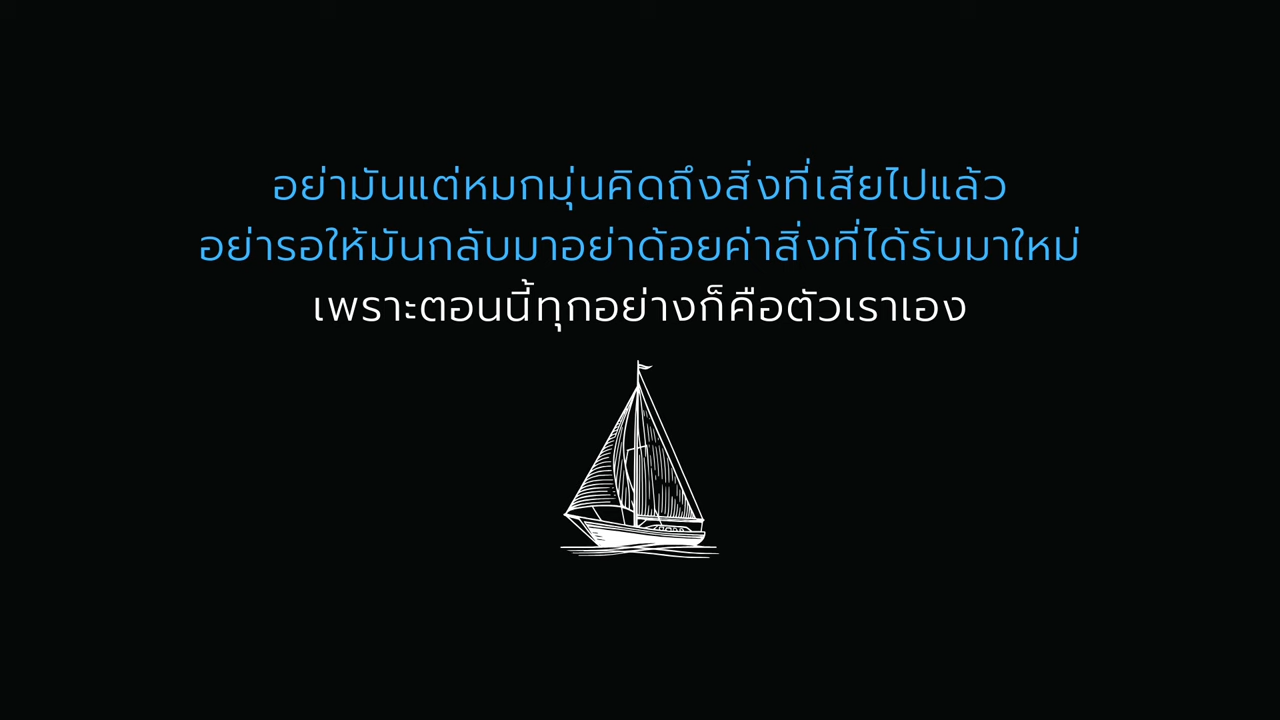 อย่ามันแต่หมกมุ่นคิดถึงสิ่งที่เสียไปแล้ว
อย่ารอให้มันกลับมาอย่าด้อยค่าสิ่งที่ได้รับมาใหม่
เพราะตอนนี้ทุกอย่างก็คือตัวเราเอง